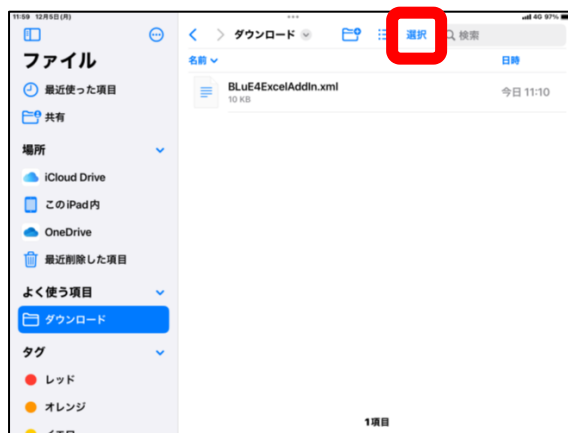 11:59 12月5日(月)
4G 97%
ファイル
最近使った項目
共有
場所
iCloud Drive
この iPad 内
OneDrive
最近削除した項目
よく使う項目
ダウンロード
タグ
レッド
オレンジ
ダウンロード
選択
検索
名前
日時
BLuE4ExcelAddIn.xml
今日 11:10
10 KB
1項目